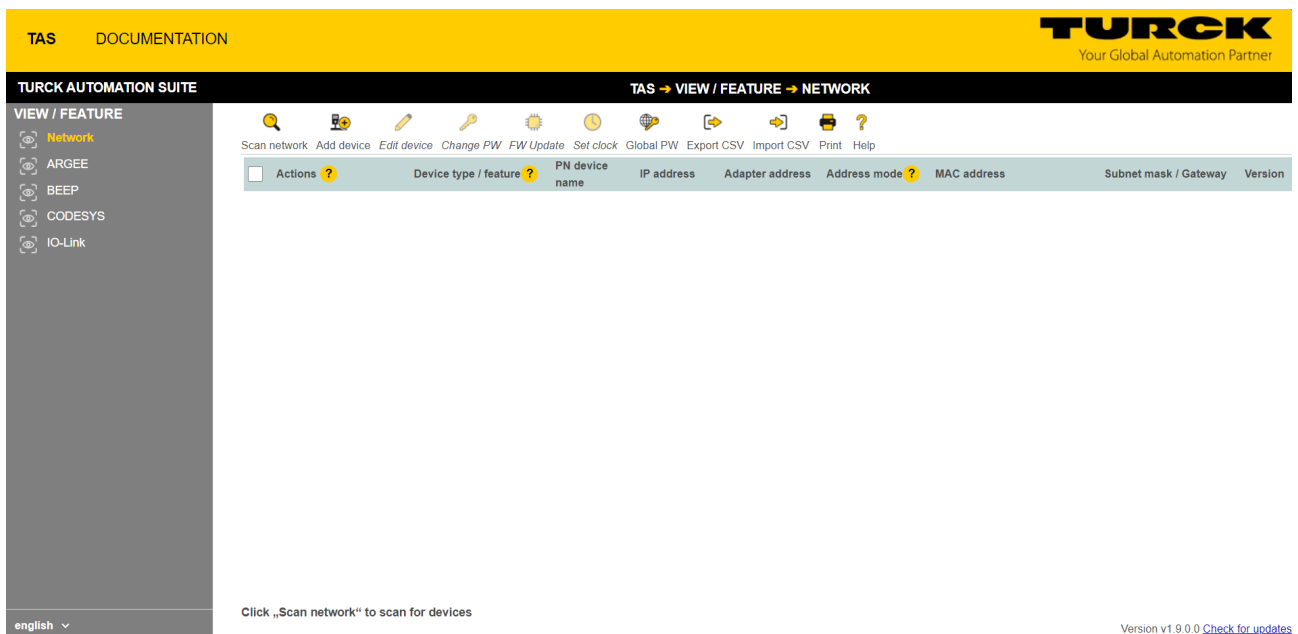 TAS DOCUMENTATION
TURCK
Your Global Automation Partner
TURCK AUTOMATION SUITE
TAS ➔ VIEW / FEATURE ➔ NETWORK
VIEW / FEATURE
Network
ARGEE
BEEP
CODESYS
IO-Link
Scan network Add device Edit device Change PW FW Update Set clock Global PW Export CSV Import CSV Print Help
Actions ? Device type / feature ? PN device name IP address Adapter address Address mode ? MAC address Subnet mask / Gateway Version
Click „Scan network“ to scan for devices
english
Version v1.9.0.0 Check for updates